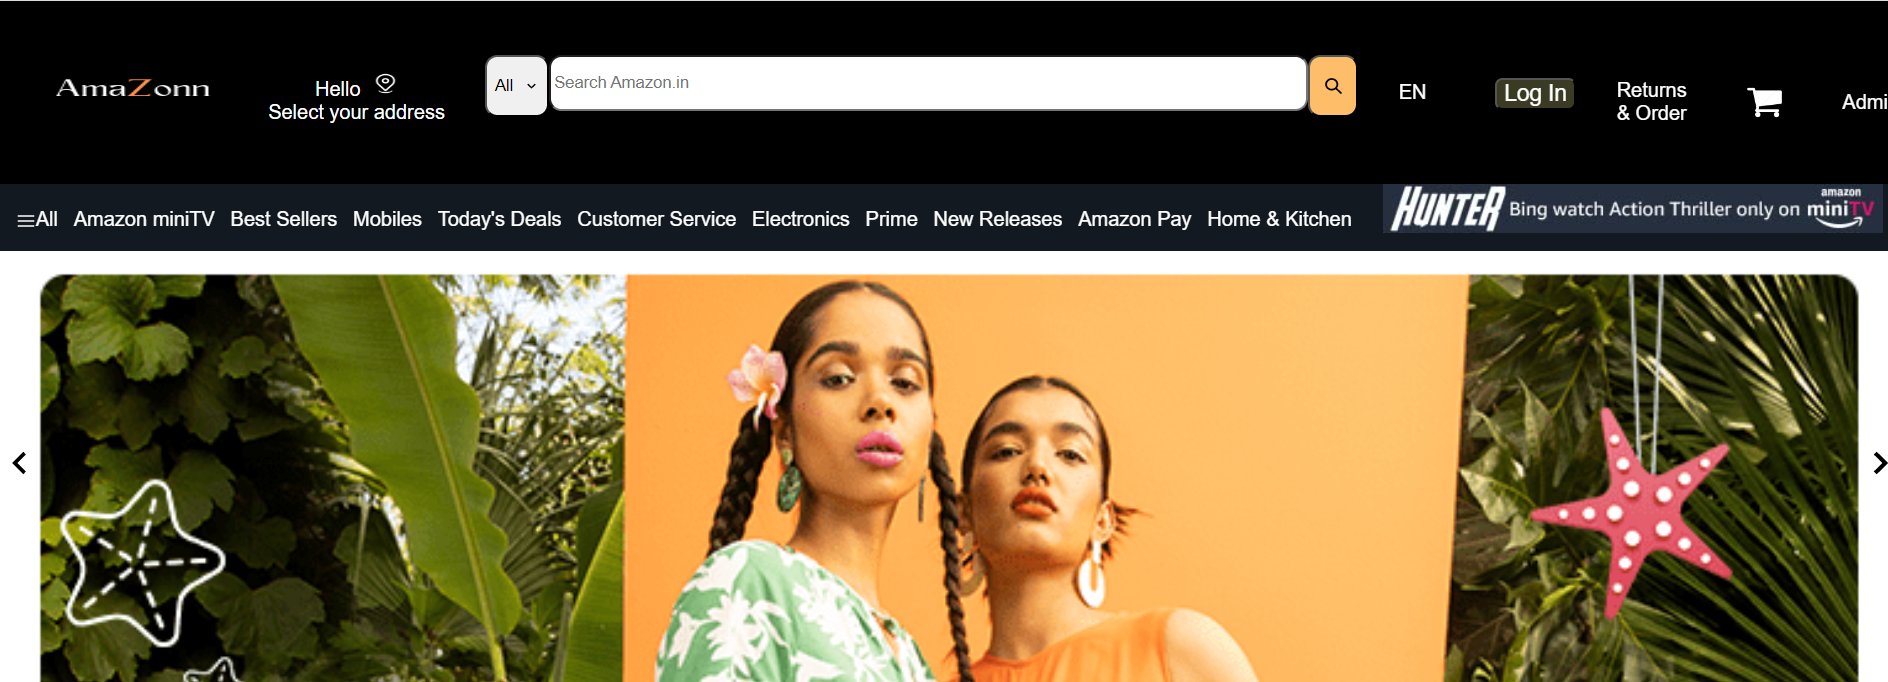 AmaZonn
Hello
Select your address
All
Search Amazon.in
EN
Log In
Returns
& Order
Admi
All Amazon miniTV Best Sellers Mobiles Today's Deals Customer Service Electronics Prime New Releases Amazon Pay Home & Kitchen
HUNTER Bing watch Action Thriller only on amazon miniTV